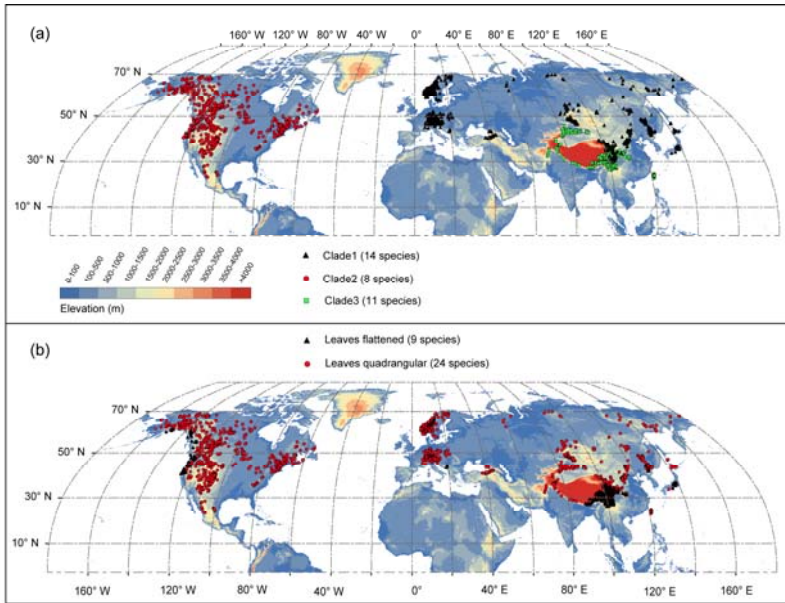 (a)
160° W 120° W 80° W 40° W 0° 40° E 80° E 120° E 160° E
70° N
50° N
30° N
10° N
0-100
100-500
500-1000
1000-1500
1500-2000
2000-2500
2500-3000
3000-3500
3500-4000
>4000
Elevation (m)
Clade1 (14 species)
Clade2 (8 species)
Clade3 (11 species)
(b)
Leaves flattened (9 species)
Leaves quadrangular (24 species)
70° N
50° N
30° N
10° N
160° W 120° W 80° W 40° W 0° 40° E 80° E 120° E 160° E